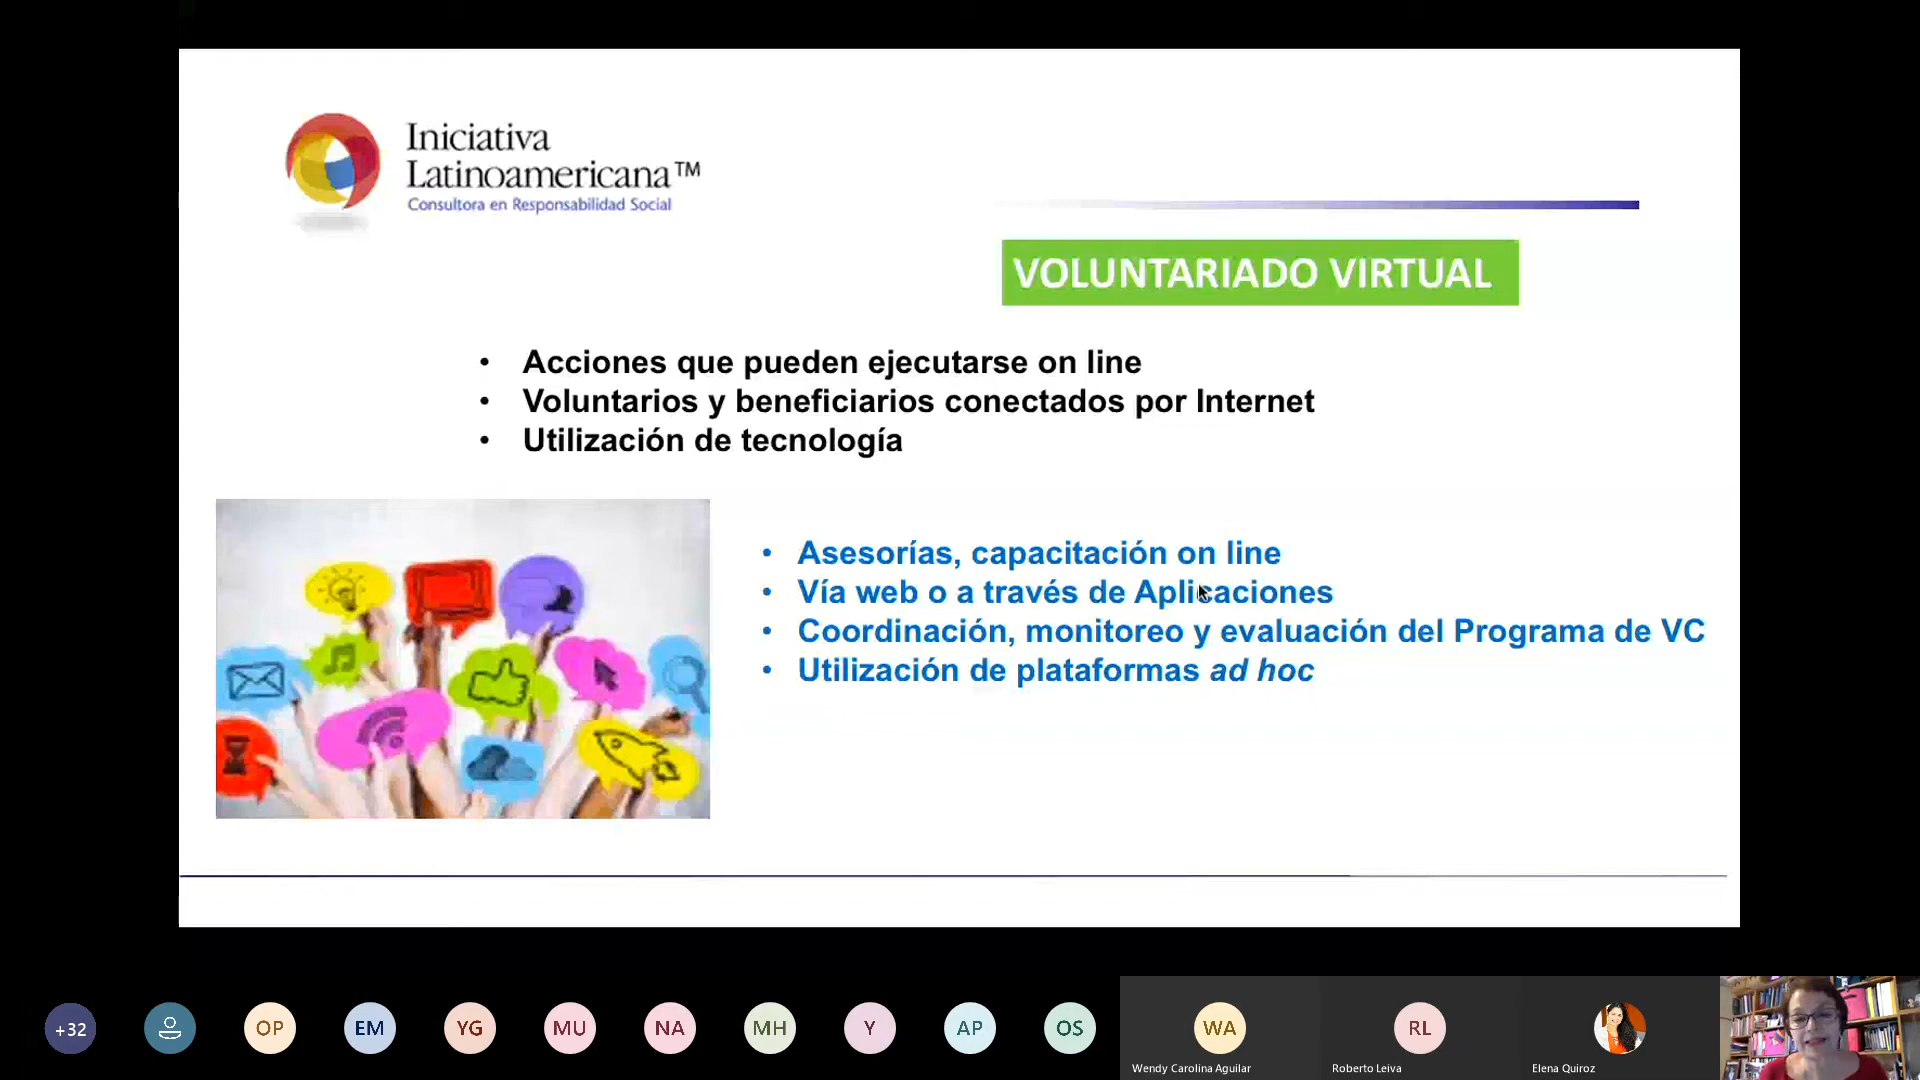 Iniciativa
Latinoamericana™
Consultora en Responsabilidad Social
VOLUNTARIADO VIRTUAL
• Acciones que pueden ejecutarse on line
• Voluntarios y beneficiarios conectados por Internet
• Utilización de tecnología
• Asesorías, capacitación on line
• Vía web o a través de Aplicaciones
• Coordinación, monitoreo y evaluación del Programa de VC
• Utilización de plataformas ad hoc
+32
OP
EM
YG
MU
NA
MH
Y
AP
OS
WA
RL
Wendy Carolina Aguilar
Roberto Leiva
Elena Quiroz